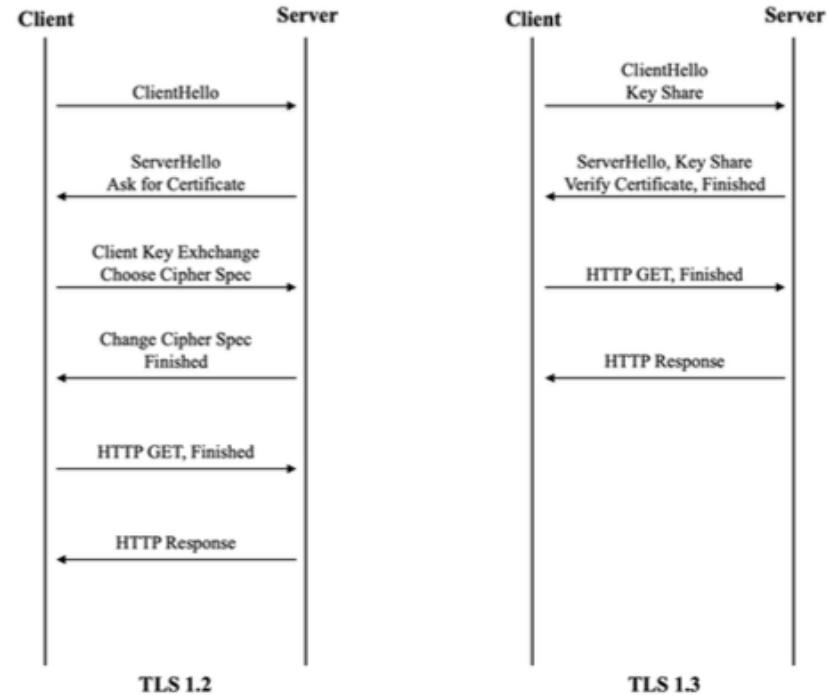 Client
Server
ClientHello
ServerHello
Ask for Certificate
Client Key Exhchange
Choose Cipher Spec
Change Cipher Spec
Finished
HTTP GET, Finished
HTTP Response
TLS 1.2
Client
Server
ClientHello
Key Share
ServerHello, Key Share
Verify Certificate, Finished
HTTP GET, Finished
HTTP Response
TLS 1.3